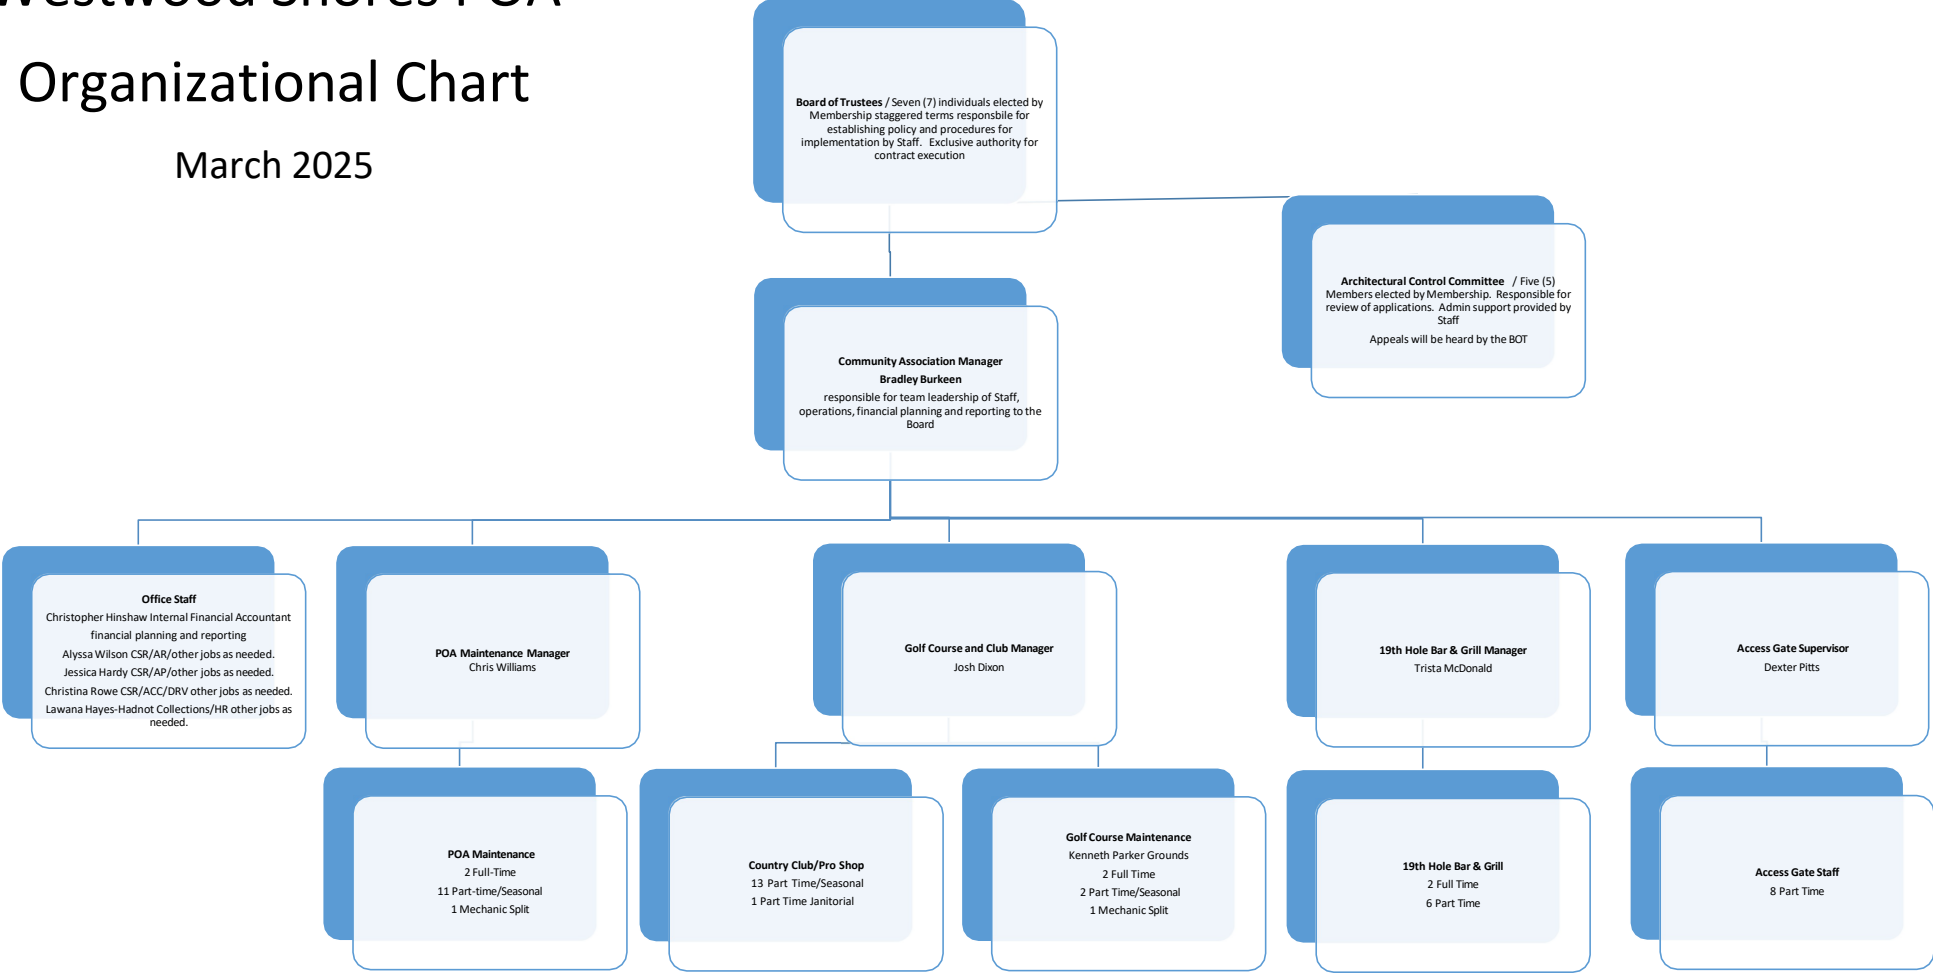 Westwood Shores POA
Organizational Chart
March 2025
Board of Trustees / Seven (7) individuals elected by
Membership staggered terms responsbile for
establishing policy and procedures for
implementation by Staff. Exclusive authority for
contract execution
Architectural Control Committee / Five (5)
Members elected by Membership. Responsible for
review of applications. Admin support provided by
Staff
Appeals will be heard by the BOT
Community Association Manager
Bradley Burkeen
responsible for team leadership of Staff,
operations, financial planning and reporting to the
Board
Office Staff
Christopher Hinshaw Internal Financial Accountant
financial planning and reporting
Alyssa Wilson CSR/AR/other jobs as needed.
Jessica Hardy CSR/AP/other jobs as needed.
Christina Rowe CSR/ACC/DRV other jobs as needed.
Lawana Hayes-Hadnot Collections/HR other jobs as
needed.
POA Maintenance Manager
Chris Williams
Golf Course and Club Manager
Josh Dixon
19th Hole Bar & Grill Manager
Trista McDonald
Access Gate Supervisor
Dexter Pitts
POA Maintenance
2 Full-Time
11 Part-time/Seasonal
1 Mechanic Split
Country Club/Pro Shop
13 Part Time/Seasonal
1 Part Time Janitorial
Golf Course Maintenance
Kenneth Parker Grounds
2 Full Time
2 Part Time/Seasonal
1 Mechanic Split
19th Hole Bar & Grill
2 Full Time
6 Part Time
Access Gate Staff
8 Part Time